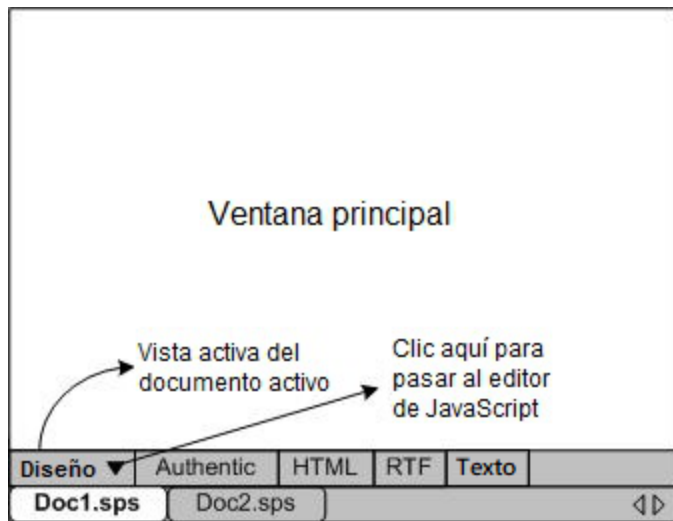 Ventana principal
Vista activa del
documento activo
Clic aquí para
pasar al editor
de JavaScript
Diseño Authentic HTML RTF Texto
Doc1.sps Doc2.sps